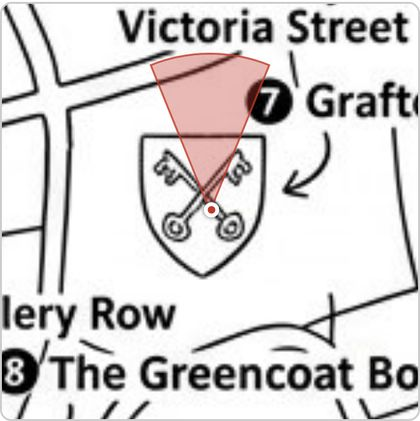 Victoria Street
7 Grafto
lery Row
8 The Greencoat Bo